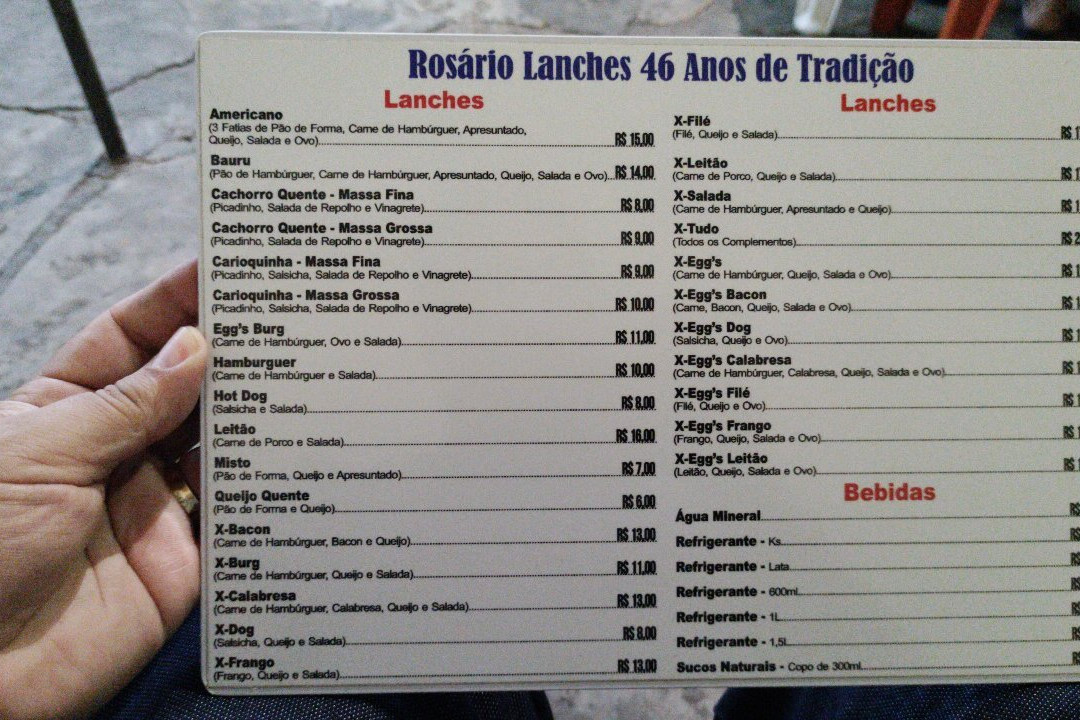 Rosário Lanches 46 Anos de Tradição
Lanches
Americano
(3 Fatias de Pão de Forma, Carne de Hambúrguer, Apresuntado,
Queijo, Salada e Ovo) R$ 15,00
Bauru
(Pão de Hambúrguer, Carne de Hambúrguer, Apresuntado, Queijo, Salada e Ovo) R$ 14,00
Cachorro Quente - Massa Fina
(Picadinho, Salada de Repolho e Vinagrete) R$ 8,00
Cachorro Quente - Massa Grossa
(Picadinho, Salada de Repolho e Vinagrete) R$ 9,00
Carioquinha - Massa Fina
(Picadinho, Salsicha, Salada de Repolho e Vinagrete) R$ 9,00
Carioquinha - Massa Grossa
(Picadinho, Salsicha, Salada de Repolho e Vinagrete) R$ 10,00
Egg's Burg
(Carne de Hambúrguer, Ovo e Salada) R$ 11,00
Hamburguer
(Carne de Hambúrguer e Salada) R$ 10,00
Hot Dog
(Salsicha e Salada) R$ 8,00
Leitão
(Carne de Porco e Salada) R$ 16,00
Misto
(Pão de Forma, Queijo e Apresuntado) R$ 7,00
Queijo Quente
(Pão de Forma e Queijo) R$ 6,00
X-Bacon
(Carne de Hambúrguer, Bacon e Queijo) R$ 13,00
X-Burg
(Carne de Hambúrguer, Queijo e Salada) R$ 11,00
X-Calabresa
(Carne de Hambúrguer, Calabresa, Queijo e Salada) R$ 13,00
X-Dog
(Salsicha, Queijo e Salada) R$ 8,00
X-Frango
(Frango, Queijo e Salada) R$ 13,00
Lanches
X-Filé
(Filé, Queijo e Salada) R$ 1
X-Leitão
(Carne de Porco, Queijo e Salada) R$ 1
X-Salada
(Carne de Hambúrguer, Apresuntado e Queijo) R$ 1
X-Tudo
(Todos os Complementos) R$ 2
X-Egg's
(Carne de Hambúrguer, Queijo, Salada e Ovo) R$ 1
X-Egg's Bacon
(Carne, Bacon, Queijo, Salada e Ovo) R$ 1
X-Egg's Dog
(Salsicha, Queijo e Ovo) R$ 1
X-Egg's Calabresa
(Carne de Hambúrguer, Calabresa, Queijo, Salada e Ovo) R$ 1
X-Egg's Filé
(Filé, Queijo e Ovo) R$ 1
X-Egg's Frango
(Frango, Queijo, Salada e Ovo) R$ 1
X-Egg's Leitão
(Leitão, Queijo, Salada e Ovo) R$ 1
Bebidas
Água Mineral R$
Refrigerante - Ks R$
Refrigerante - Lata R$
Refrigerante - 600ml R$
Refrigerante - 1L R$
Refrigerante - 1,5L R$
Sucos Naturais - Copo de 300ml R$